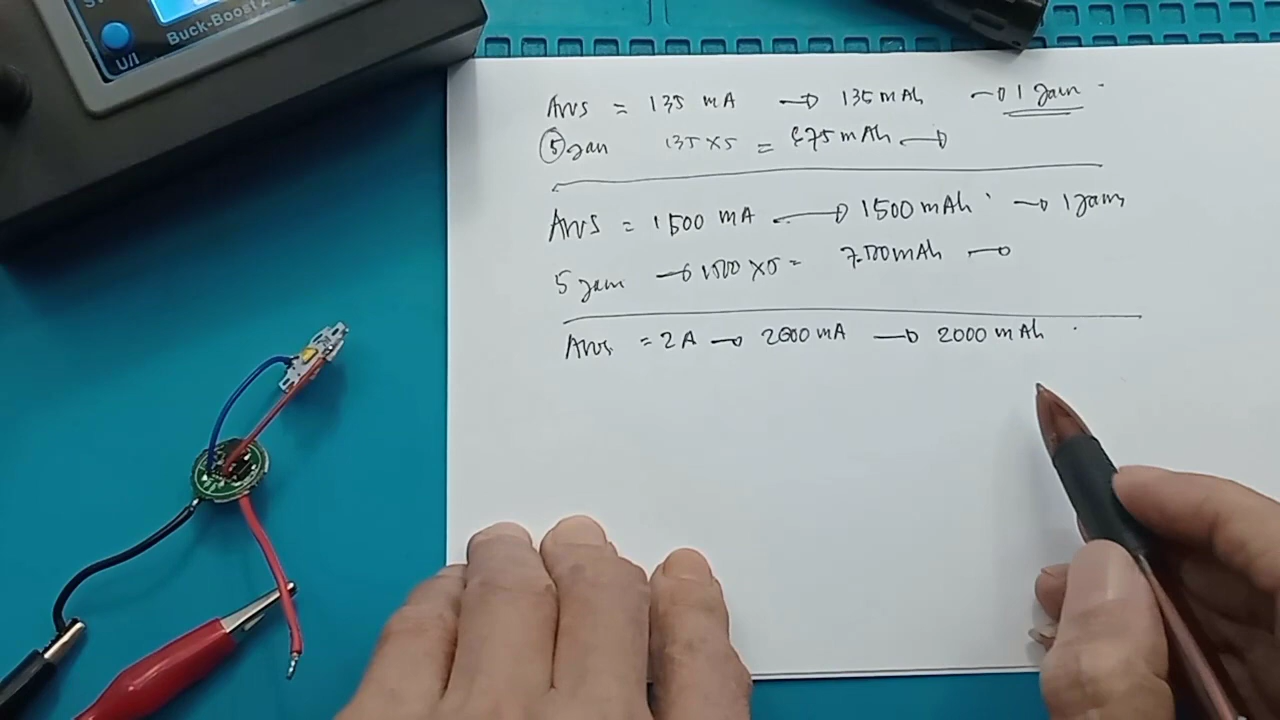 Buck-Boost
U/I
Arus = 135 mA → 135 mAh → 1 jam
5 jam 135 x 5 = 675 mAh →
Arus = 1500 mA → 1500 mAh → 1 jam
5 jam → 1500 x 5 = 7.500 mAh →
Arus = 2A → 2000 mA → 2000 mAh